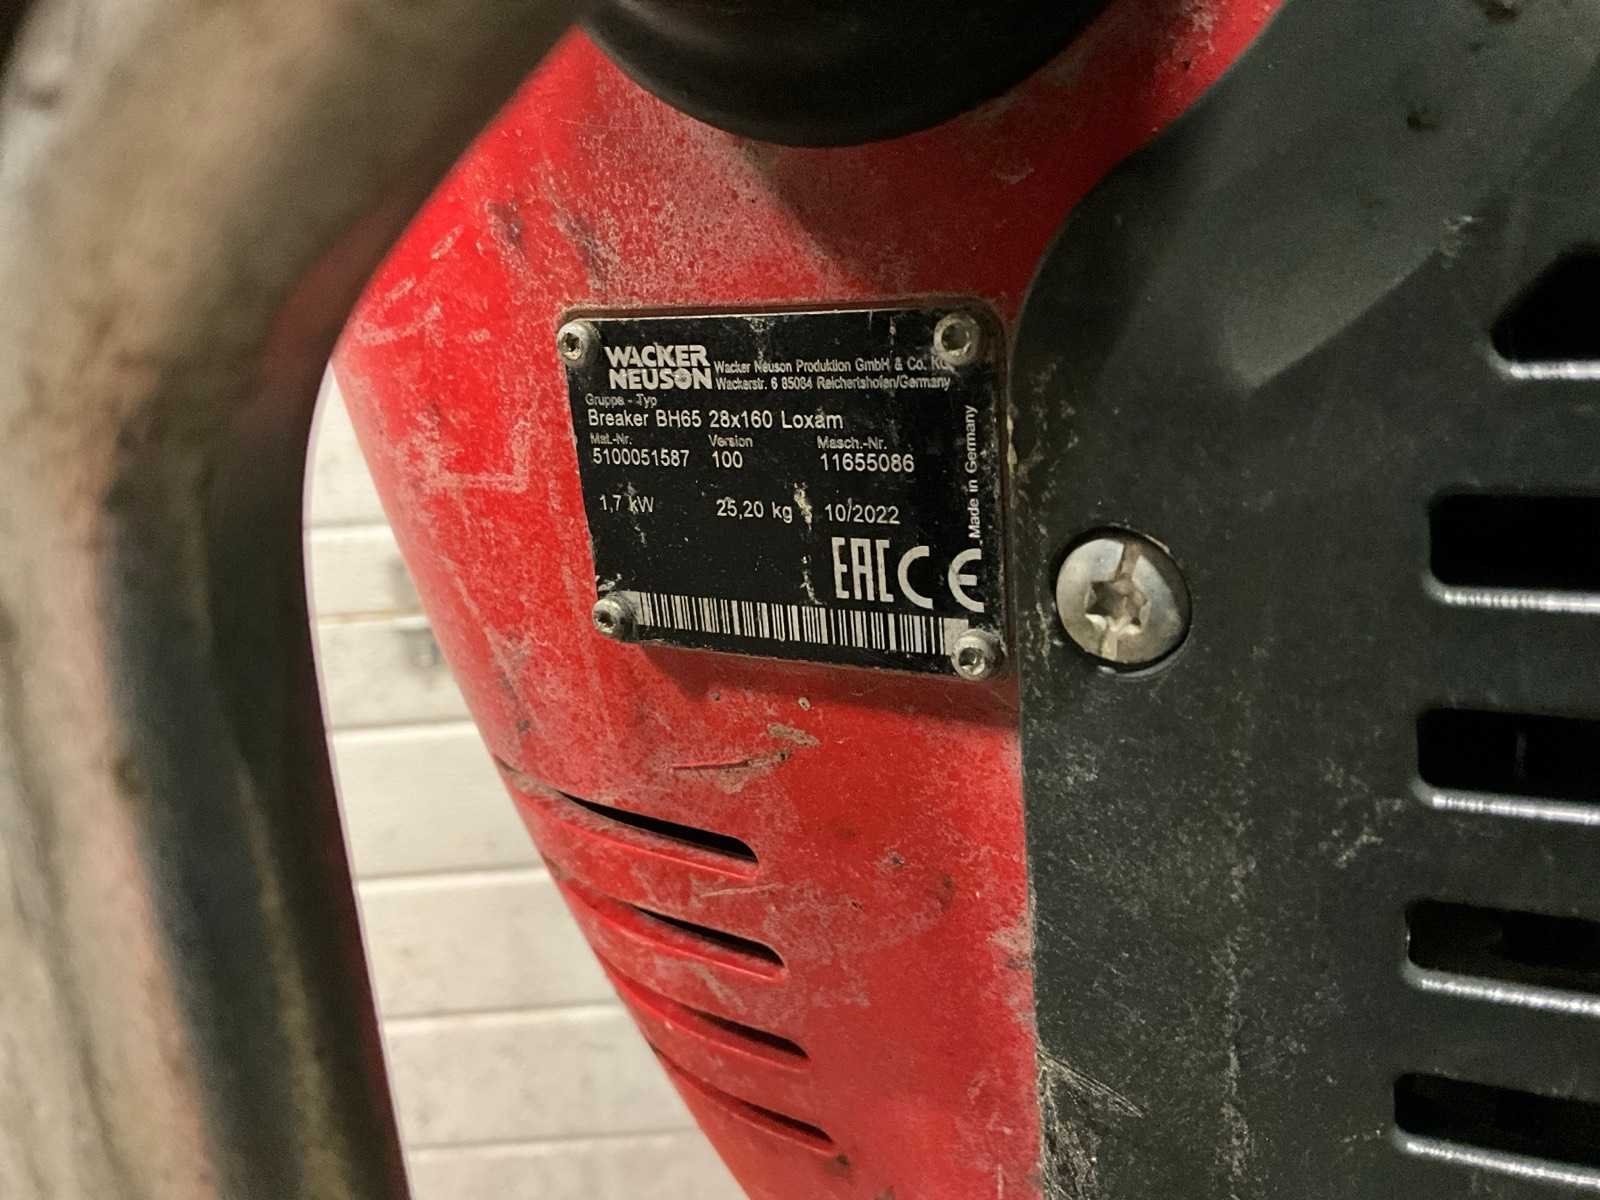 WACKER
NEUSON
Wacker Neuson Produktion GmbH & Co. KG
Wackerstr. 6 85084 Reichertshofen/Germany
Gruppe - Typ
Breaker BH65 28x160 Loxam
Mat.-Nr. Version Masch.-Nr.
5100051587 100 11655086
1,7 kW 25,20 kg 10/2022
EAC CE
Made in Germany